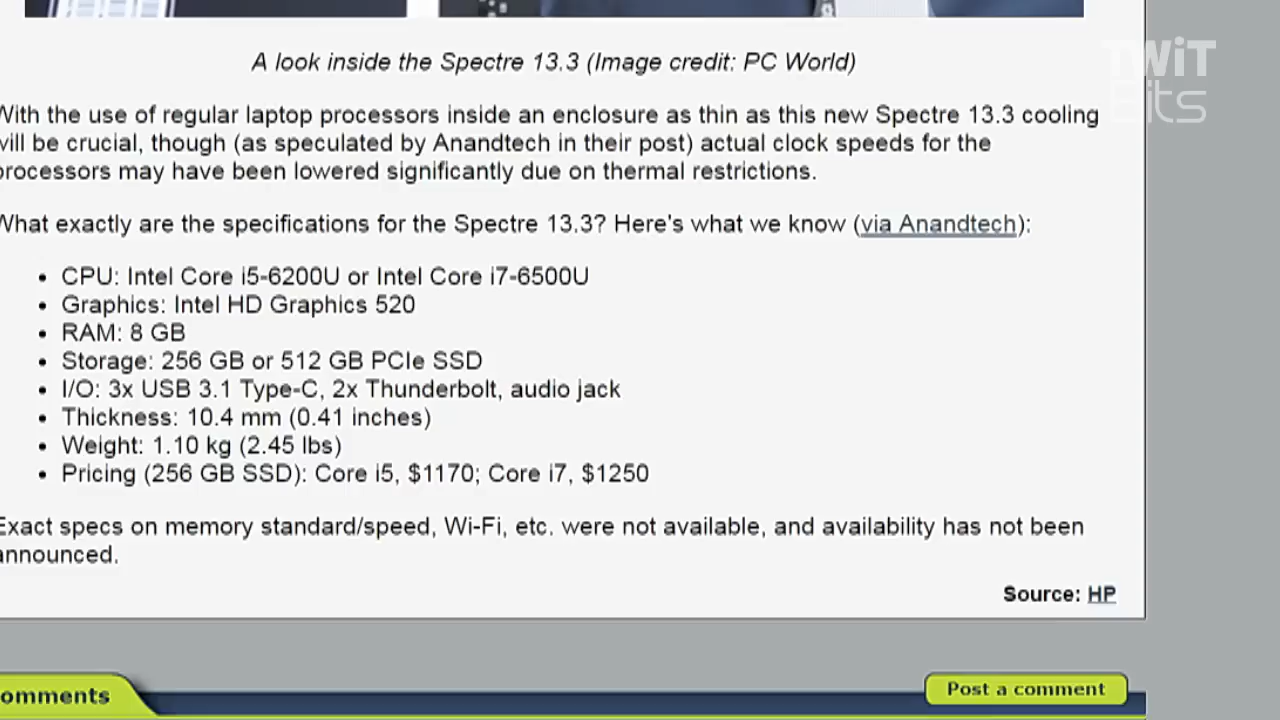 A look inside the Spectre 13.3 (Image credit: PC World)
TWiT
Bits
With the use of regular laptop processors inside an enclosure as thin as this new Spectre 13.3 cooling
will be crucial, though (as speculated by Anandtech in their post) actual clock speeds for the
processors may have been lowered significantly due on thermal restrictions.
What exactly are the specifications for the Spectre 13.3? Here's what we know (via Anandtech):
• CPU: Intel Core i5-6200U or Intel Core i7-6500U
• Graphics: Intel HD Graphics 520
• RAM: 8 GB
• Storage: 256 GB or 512 GB PCIe SSD
• I/O: 3x USB 3.1 Type-C, 2x Thunderbolt, audio jack
• Thickness: 10.4 mm (0.41 inches)
• Weight: 1.10 kg (2.45 lbs)
• Pricing (256 GB SSD): Core i5, $1170; Core i7, $1250
Exact specs on memory standard/speed, Wi-Fi, etc. were not available, and availability has not been
announced.
Source: HP
omments
Post a comment